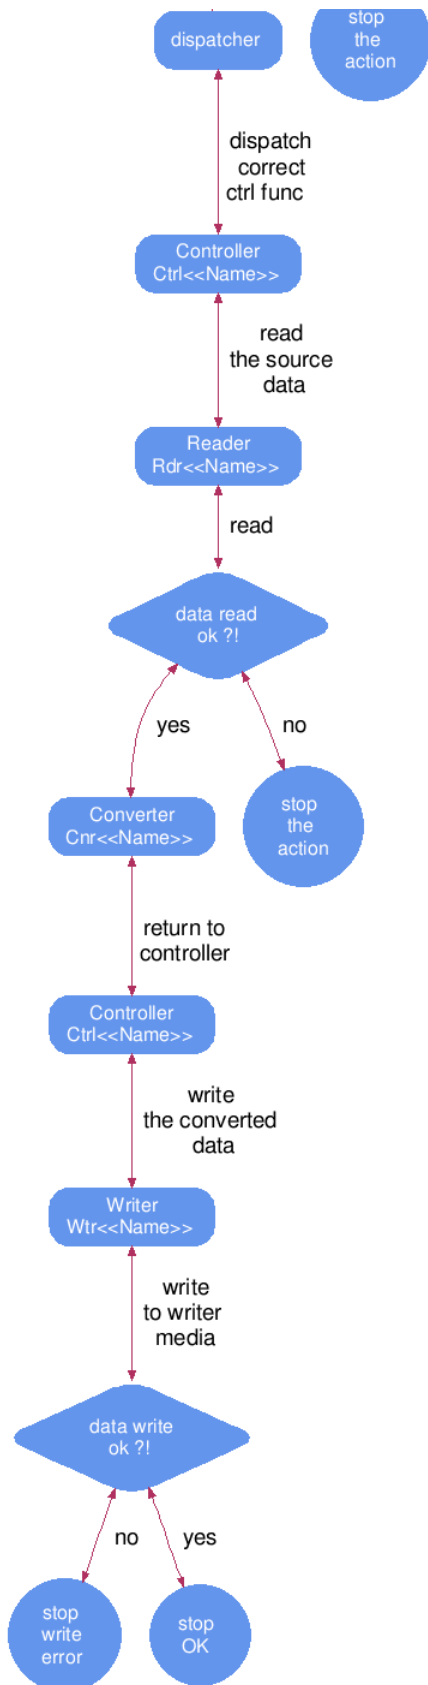 dispatcher
stop
the
action
dispatch
correct
ctrl func
Controller
Ctrl<<Name>>
read
the source
data
Reader
Rdr<<Name>>
read
data read
ok ?!
yes
no
Converter
Cnr<<Name>>
stop
the
action
return to
controller
Controller
Ctrl<<Name>>
write
the converted
data
Writer
Wtr<<Name>>
write
to writer
media
data write
ok ?!
no
yes
stop
write
error
stop
OK